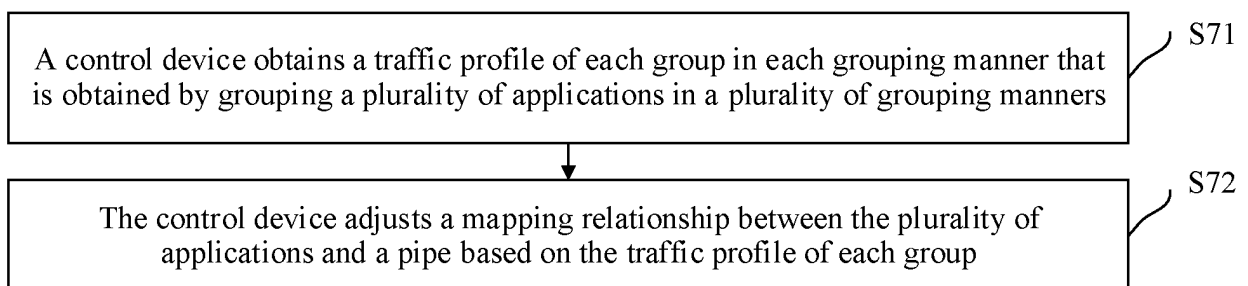 A control device obtains a traffic profile of each group in each grouping manner that
is obtained by grouping a plurality of applications in a plurality of grouping manners
S71
The control device adjusts a mapping relationship between the plurality of
applications and a pipe based on the traffic profile of each group
S72